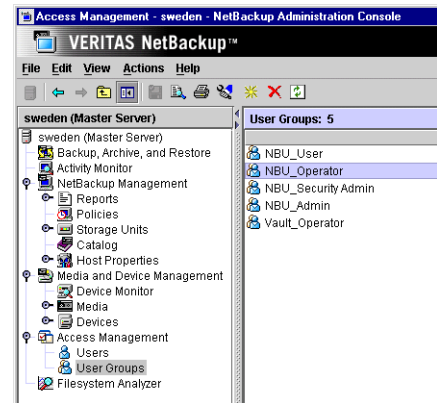 Access Management - sweden - NetBackup Administration Console
VERITAS NetBackup™
File Edit View Actions Help
sweden (Master Server)
sweden (Master Server)
Backup, Archive, and Restore
Activity Monitor
NetBackup Management
Reports
Policies
Storage Units
Catalog
Host Properties
Media and Device Management
Device Monitor
Media
Devices
Access Management
Users
User Groups
Filesystem Analyzer
User Groups: 5
NBU_User
NBU_Operator
NBU_Security Admin
NBU_Admin
Vault_Operator